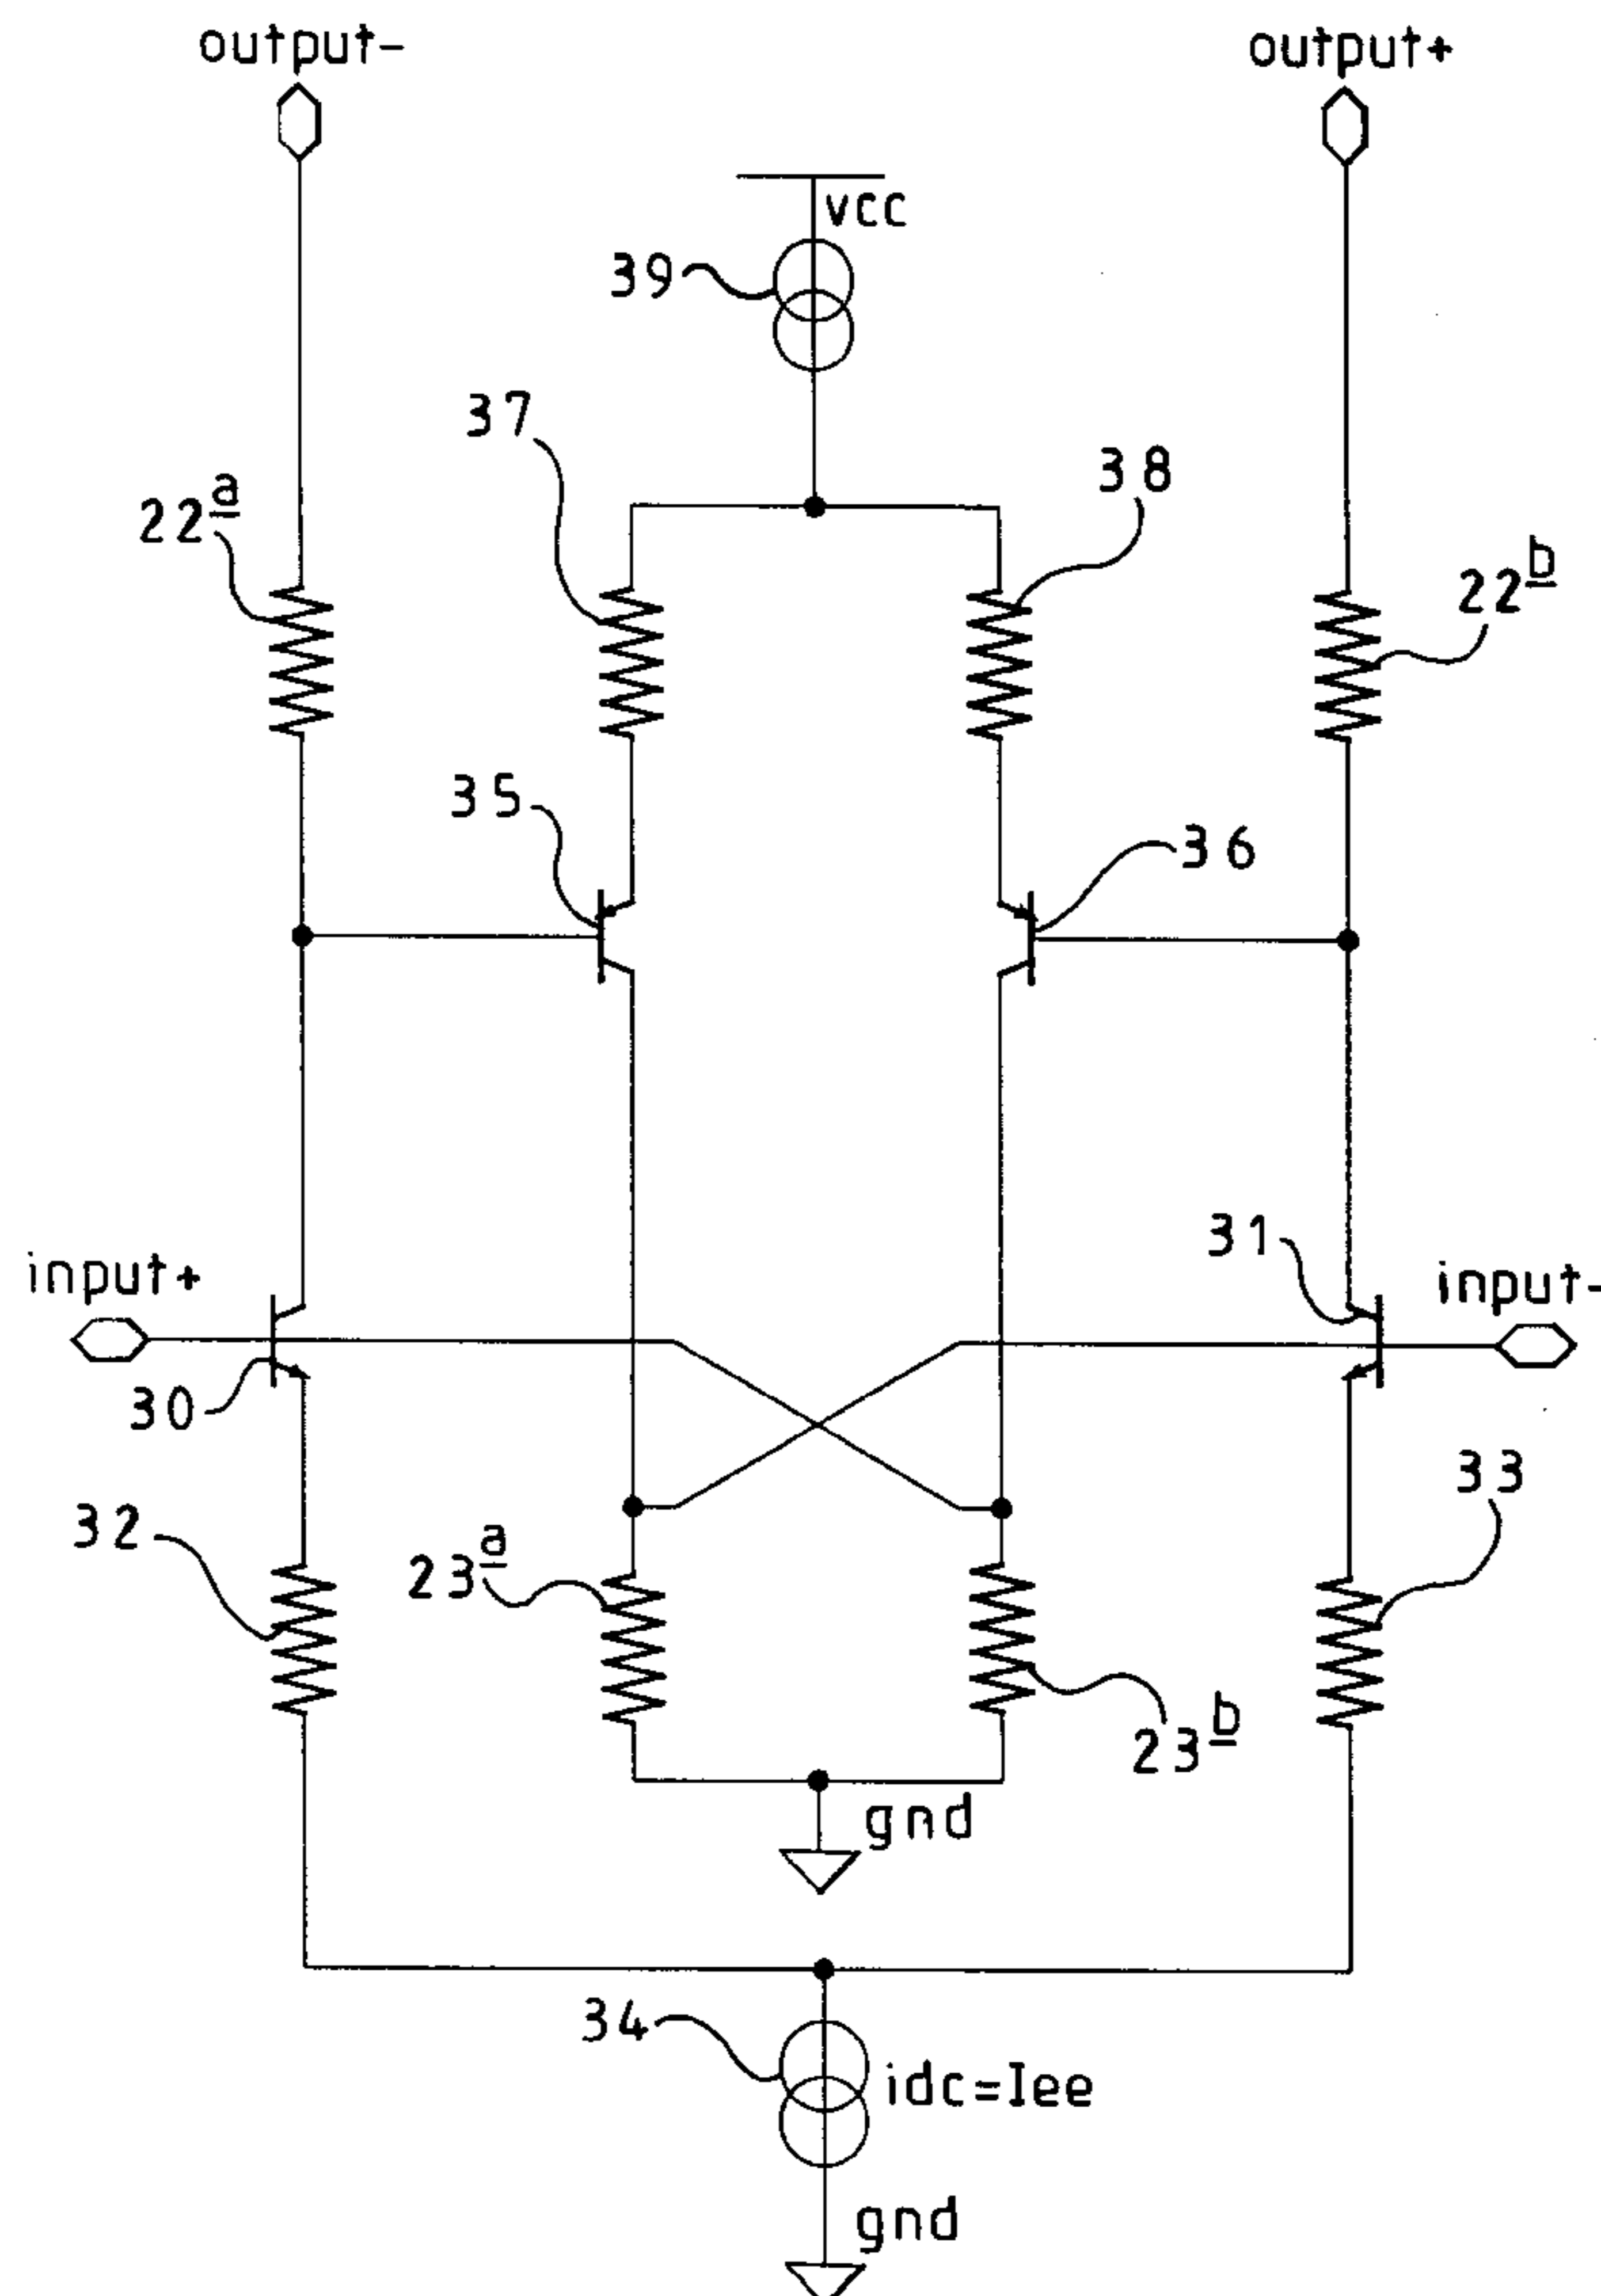 output-
output+
vcc
39
37
38
22a
22b
35
36
31
input+
input-
30
33
32
23a
23b
gnd
34
idc=Iee
gnd